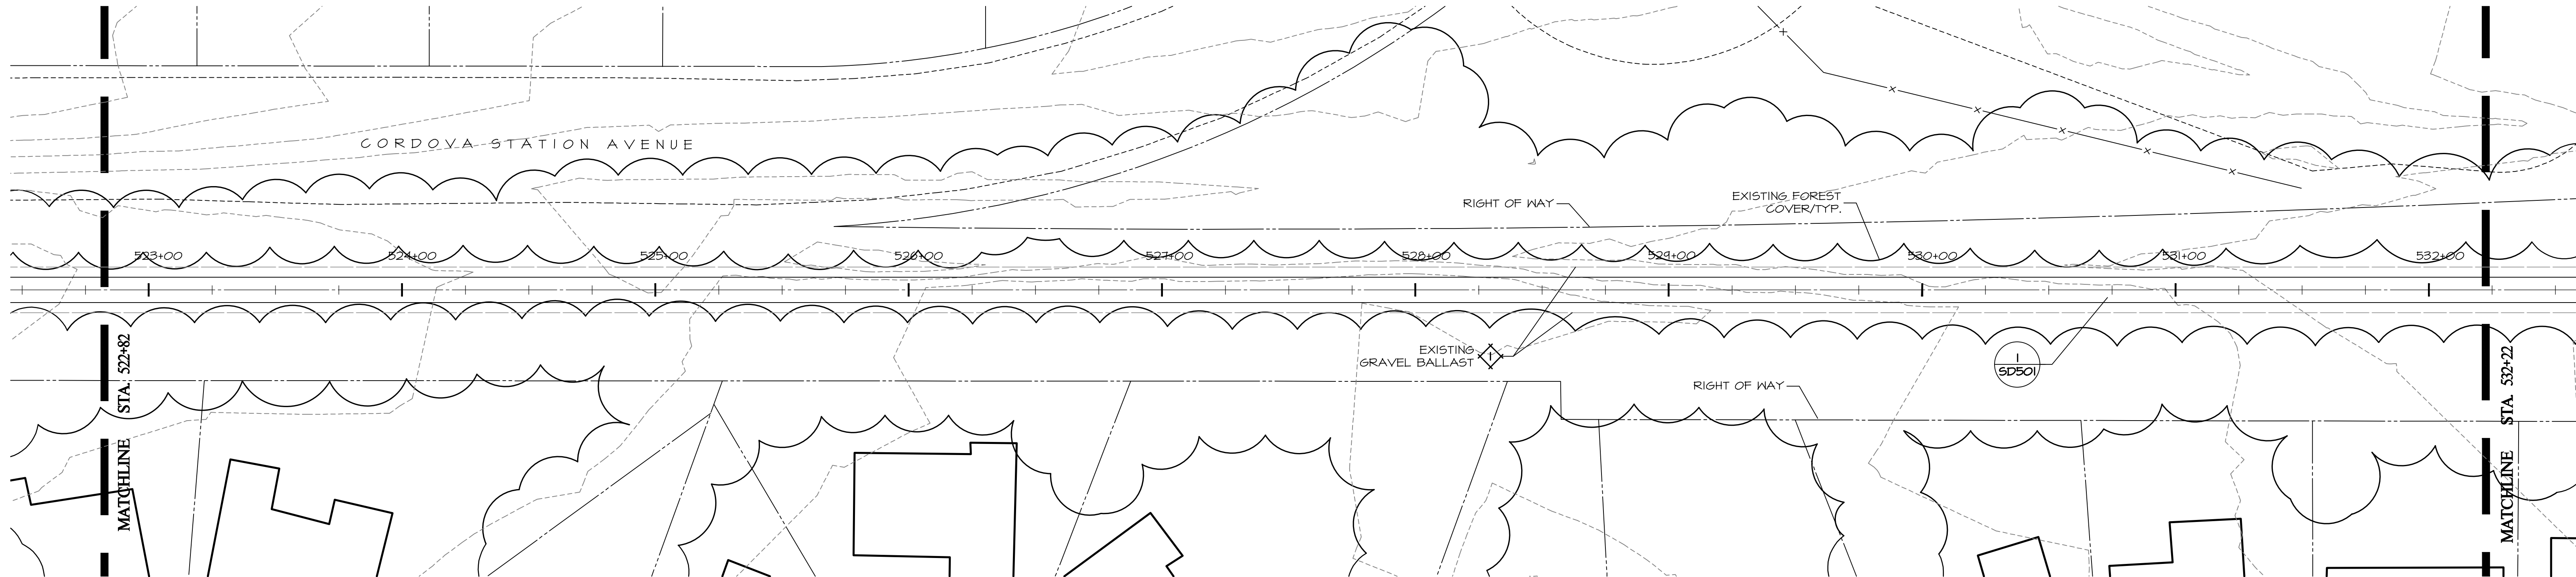 CORDOVA STATION AVENUE
RIGHT OF WAY
EXISTING FOREST
COVER/TYP.
523+00
524+00
525+00
526+00
527+00
528+00
529+00
530+00
531+00
532+00
EXISTING
GRAVEL BALLAST
1
1
SD501
RIGHT OF WAY
MATCHLINE STA. 522+82
MATCHLINE STA. 532+22